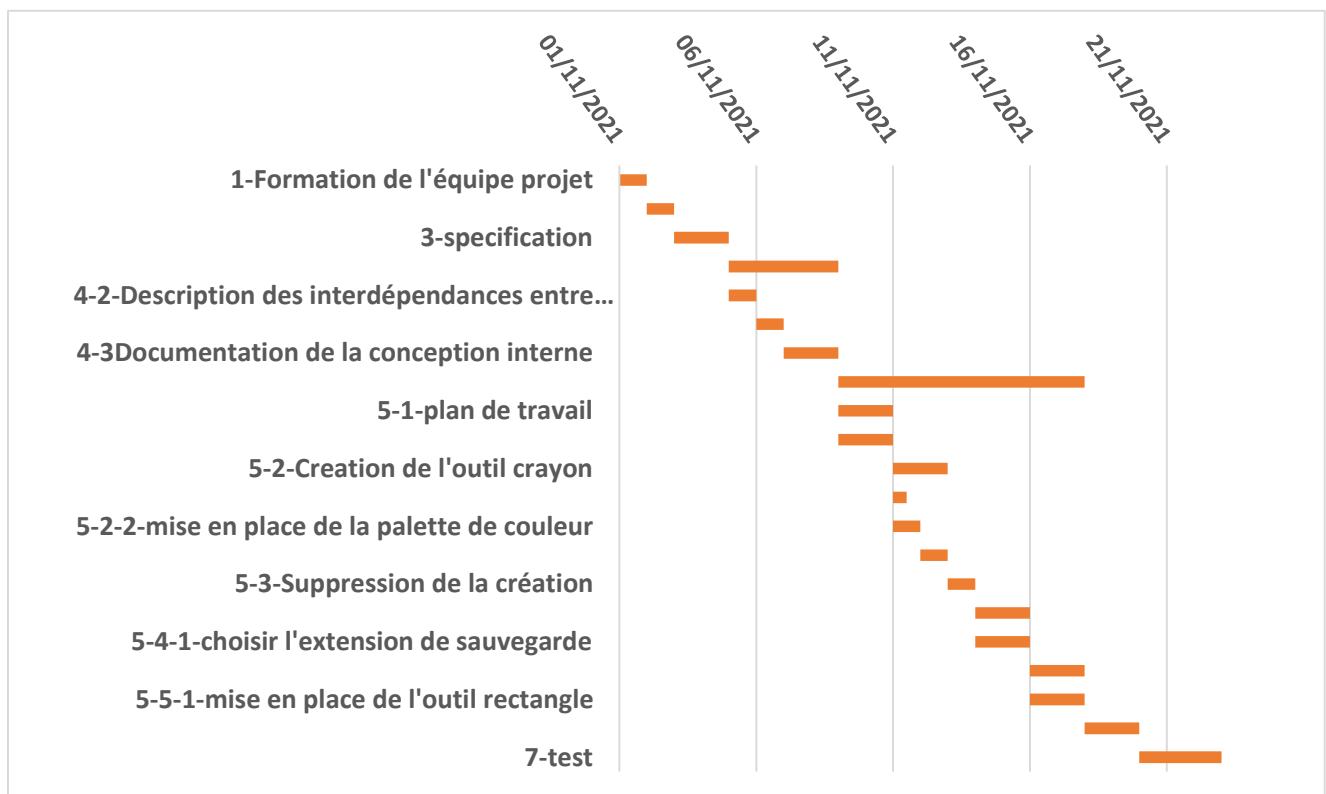 01/11/2021
06/11/2021
11/11/2021
16/11/2021
21/11/2021
1-Formation de l'équipe projet
3-specification
4-2-Description des interdépendances entre…
4-3Documentation de la conception interne
5-1-plan de travail
5-2-Creation de l'outil crayon
5-2-2-mise en place de la palette de couleur
5-3-Suppression de la création
5-4-1-choisir l'extension de sauvegarde
5-5-1-mise en place de l'outil rectangle
7-test